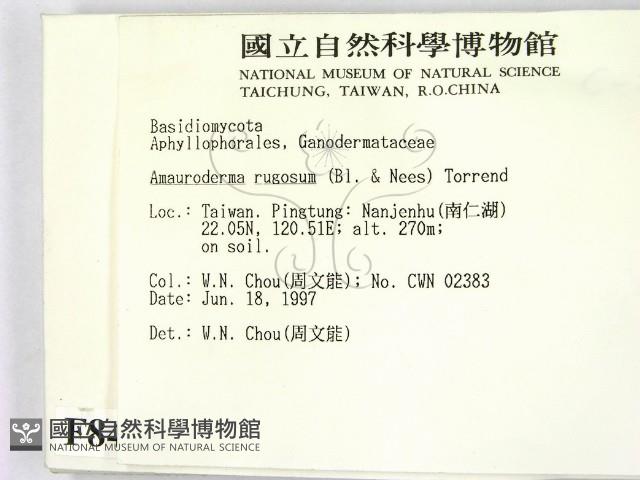 國立自然科學博物館
NATIONAL MUSEUM OF NATURAL SCIENCE
TAICHUNG, TAIWAN, R.O.CHINA
Basidiomycota
Aphyllophorales, Ganodermataceae
Amauroderma rugosum (Bl. & Nees) Torrend
Loc.: Taiwan. Pingtung: Nanjenhu(南仁湖)
22.05N, 120.51E; alt. 270m;
on soil.
Col.: W.N. Chou(周文能); No. CWN 02383
Date: Jun. 18, 1997
Det.: W.N. Chou(周文能)
國立自然科學博物館
NATIONAL MUSEUM OF NATURAL SCIENCE